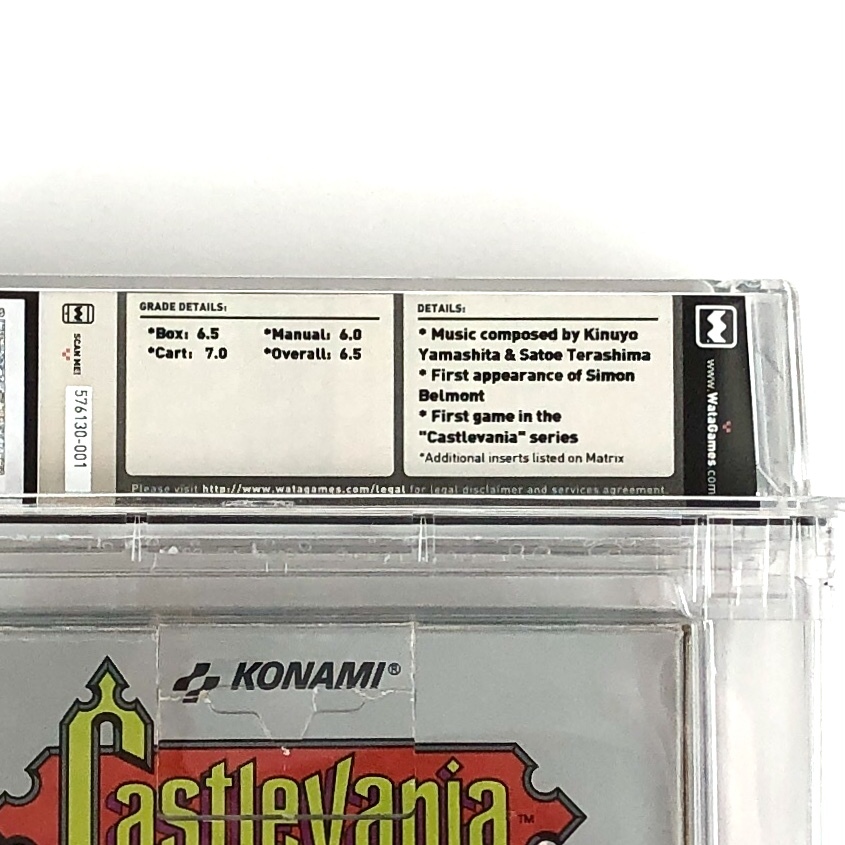 SCAN ME!
576130-001
GRADE DETAILS:
*Box: 6.5 *Manual: 6.0
*Cart: 7.0 *Overall: 6.5
DETAILS:
* Music composed by Kinuyo
Yamashita & Satoe Terashima
* First appearance of Simon
Belmont
* First game in the
"Castlevania" series
*Additional inserts listed on Matrix
www.WataGames.com
Please visit http://www.watagames.com/legal for legal disclaimer and services agreement.
KONAMI®
Castlevania™